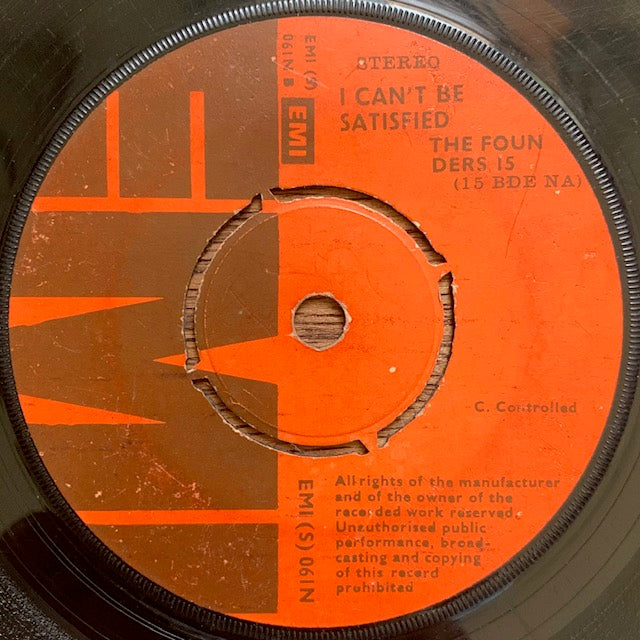 EMI (S)
061N B
EMI
STEREO
I CAN'T BE
SATISFIED
THE FOUN
DERS 15
(15 BDE NA)
C. Controlled
EMI (S) 061N
All rights of the manufacturer
and of the owner of the
recorded work reserved.
Unauthorised public
performance, broad-
casting and copying
of this record
prohibited
EMI